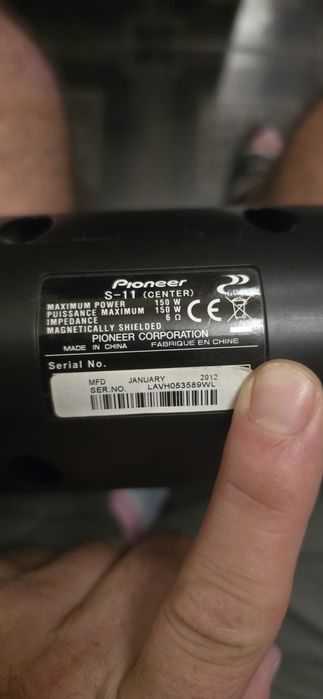 Pioneer
S-11 (CENTER)
MAXIMUM POWER 150 W
PUISSANCE MAXIMUM 150 W
IMPEDANCE 6 Ω
MAGNETICALLY SHIELDED
CE
PIONEER CORPORATION
MADE IN CHINA FABRIQUE EN CHINE
Serial No.
MFD JANUARY 2012
SER.NO. LAVH053589WL